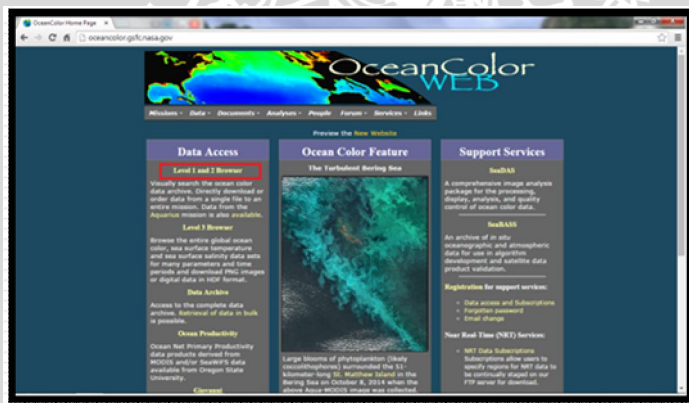 OceanColor Home Page
oceancolor.gsfc.nasa.gov
OceanColor
WEB
Missions Data Documents Analyses People Forum Services Links
Preview the New Website
Data Access
Level 1 and 2 Browser
Visually search the ocean color
data archive. Directly download or
order data from a single file to an
entire mission. Data from the
Aquarius mission is also available.
Level 3 Browser
Browse the entire global ocean
color, sea surface temperature
and sea surface salinity data sets
for many parameters and time
periods and download PNG images
or digital data in HDF format.
Data Archive
Access to the complete data
archive. Retrieval of data in bulk
is possible.
Ocean Productivity
Ocean Net Primary Productivity
data products derived from
MODIS and/or SeaWiFS data
available from Oregon State
University.
Giovanni
Ocean Color Feature
The Turbulent Bering Sea
Large blooms of phytoplankton (likely
coccolithophores) surrounded the 51-
kilometer-long St. Matthew Island in the
Bering Sea on October 8, 2014 when the
above Aqua-MODIS image was collected.
Support Services
SeaDAS
A comprehensive image analysis
package for the processing,
display, analysis, and quality
control of ocean color data.
SeaBASS
An archive of in situ
oceanographic and atmospheric
data for use in algorithm
development and satellite data
product validation.
Registration for support services:
Data access and Subscriptions
Forgotten password
Email change
Near Real-Time (NRT) Services:
NRT Data Subscriptions
Subscriptions allow users to
specify regions for NRT data to
be continually staged on our
FTP server for download.